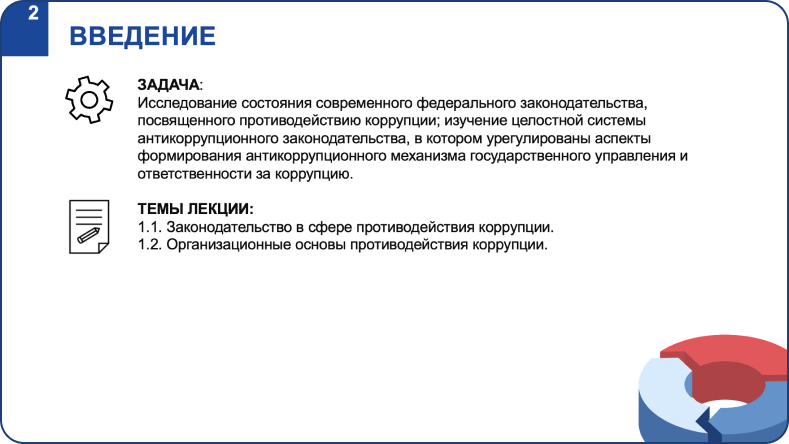 2
ВВЕДЕНИЕ
ЗАДАЧА:
Исследование состояния современного федерального законодательства,
посвященного противодействию коррупции; изучение целостной системы
антикоррупционного законодательства, в котором урегулированы аспекты
формирования антикоррупционного механизма государственного управления и
ответственности за коррупцию.
ТЕМЫ ЛЕКЦИИ:
1.1. Законодательство в сфере противодействия коррупции.
1.2. Организационные основы противодействия коррупции.